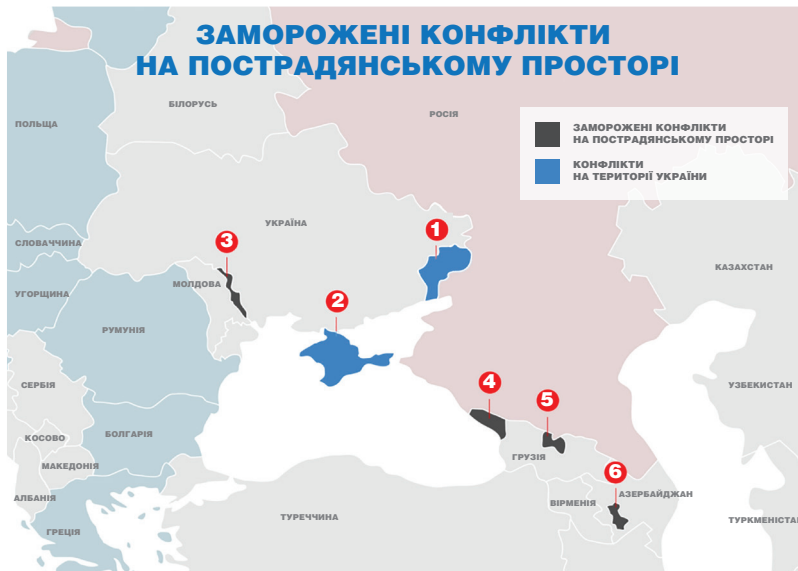 ЗАМОРОЖЕНІ КОНФЛІКТИ
НА ПОСТРАДЯНСЬКОМУ ПРОСТОРІ
БІЛОРУСЬ
РОСІЯ
ПОЛЬЩА
ЗАМОРОЖЕНІ КОНФЛІКТИ
НА ПОСТРАДЯНСЬКОМУ ПРОСТОРІ
КОНФЛІКТИ
НА ТЕРИТОРІЇ УКРАЇНИ
УКРАЇНА
1
3
СЛОВАЧЧИНА
КАЗАХСТАН
МОЛДОВА
УГОРЩИНА
2
РУМУНІЯ
СЕРБІЯ
4
5
УЗБЕКИСТАН
КОСОВО
БОЛГАРІЯ
ГРУЗІЯ
МАКЕДОНІЯ
6
АЛБАНІЯ
ВІРМЕНІЯ
АЗЕРБАЙДЖАН
ТУРЕЧЧИНА
ТУРКМЕНІСТАН
ГРЕЦІЯ